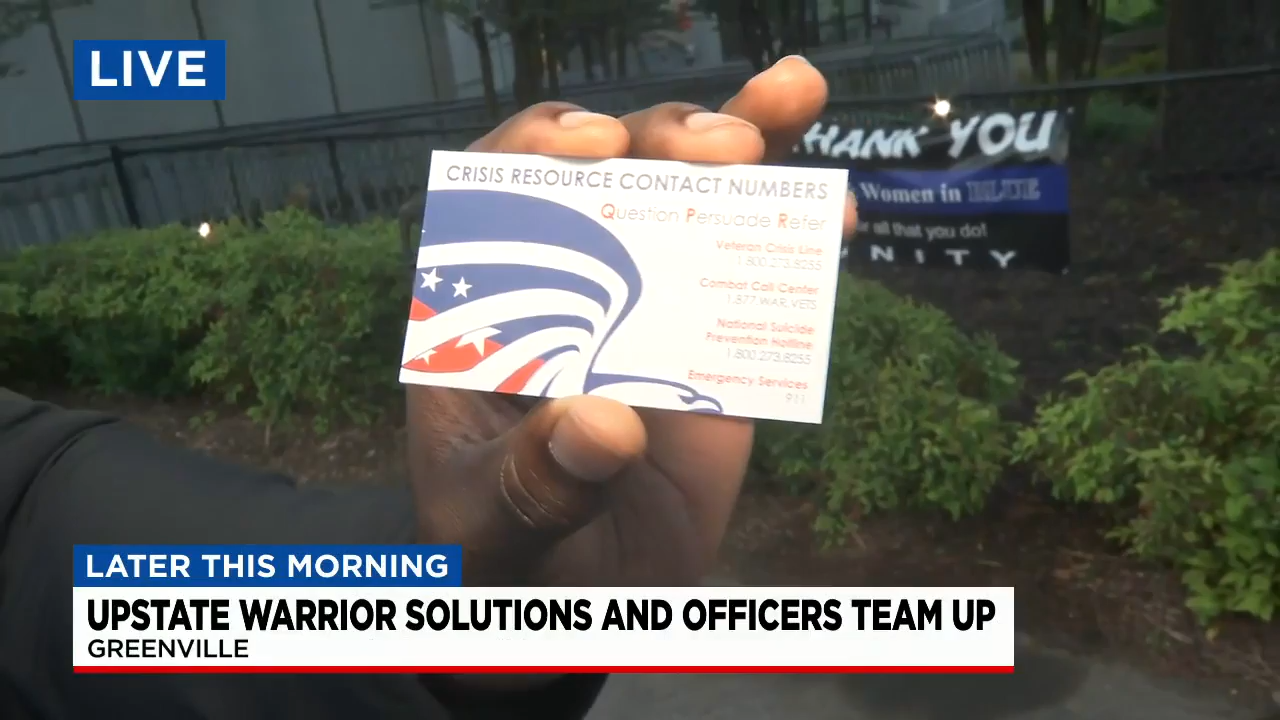 LIVE
CRISIS RESOURCE CONTACT NUMBERS
Question Persuade Refer
Veteran Crisis Line
1.800.273.8255
Combat Call Center
1.877 WAR. VETS
National Suicide
Prevention Hotline
1.800.273.8255
Emergency Services
911
THANK YOU
Women in BLUE
all that you do!
NITY
LATER THIS MORNING
UPSTATE WARRIOR SOLUTIONS AND OFFICERS TEAM UP
GREENVILLE